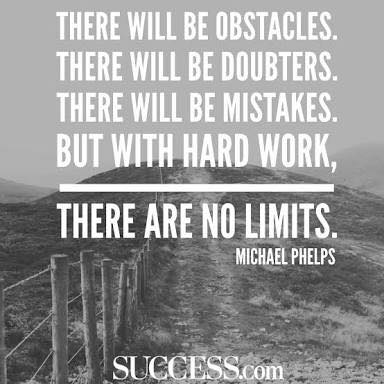 THERE WILL BE OBSTACLES.
THERE WILL BE DOUBTERS.
THERE WILL BE MISTAKES.
BUT WITH HARD WORK,
THERE ARE NO LIMITS.
MICHAEL PHELPS
SUCCESS.com